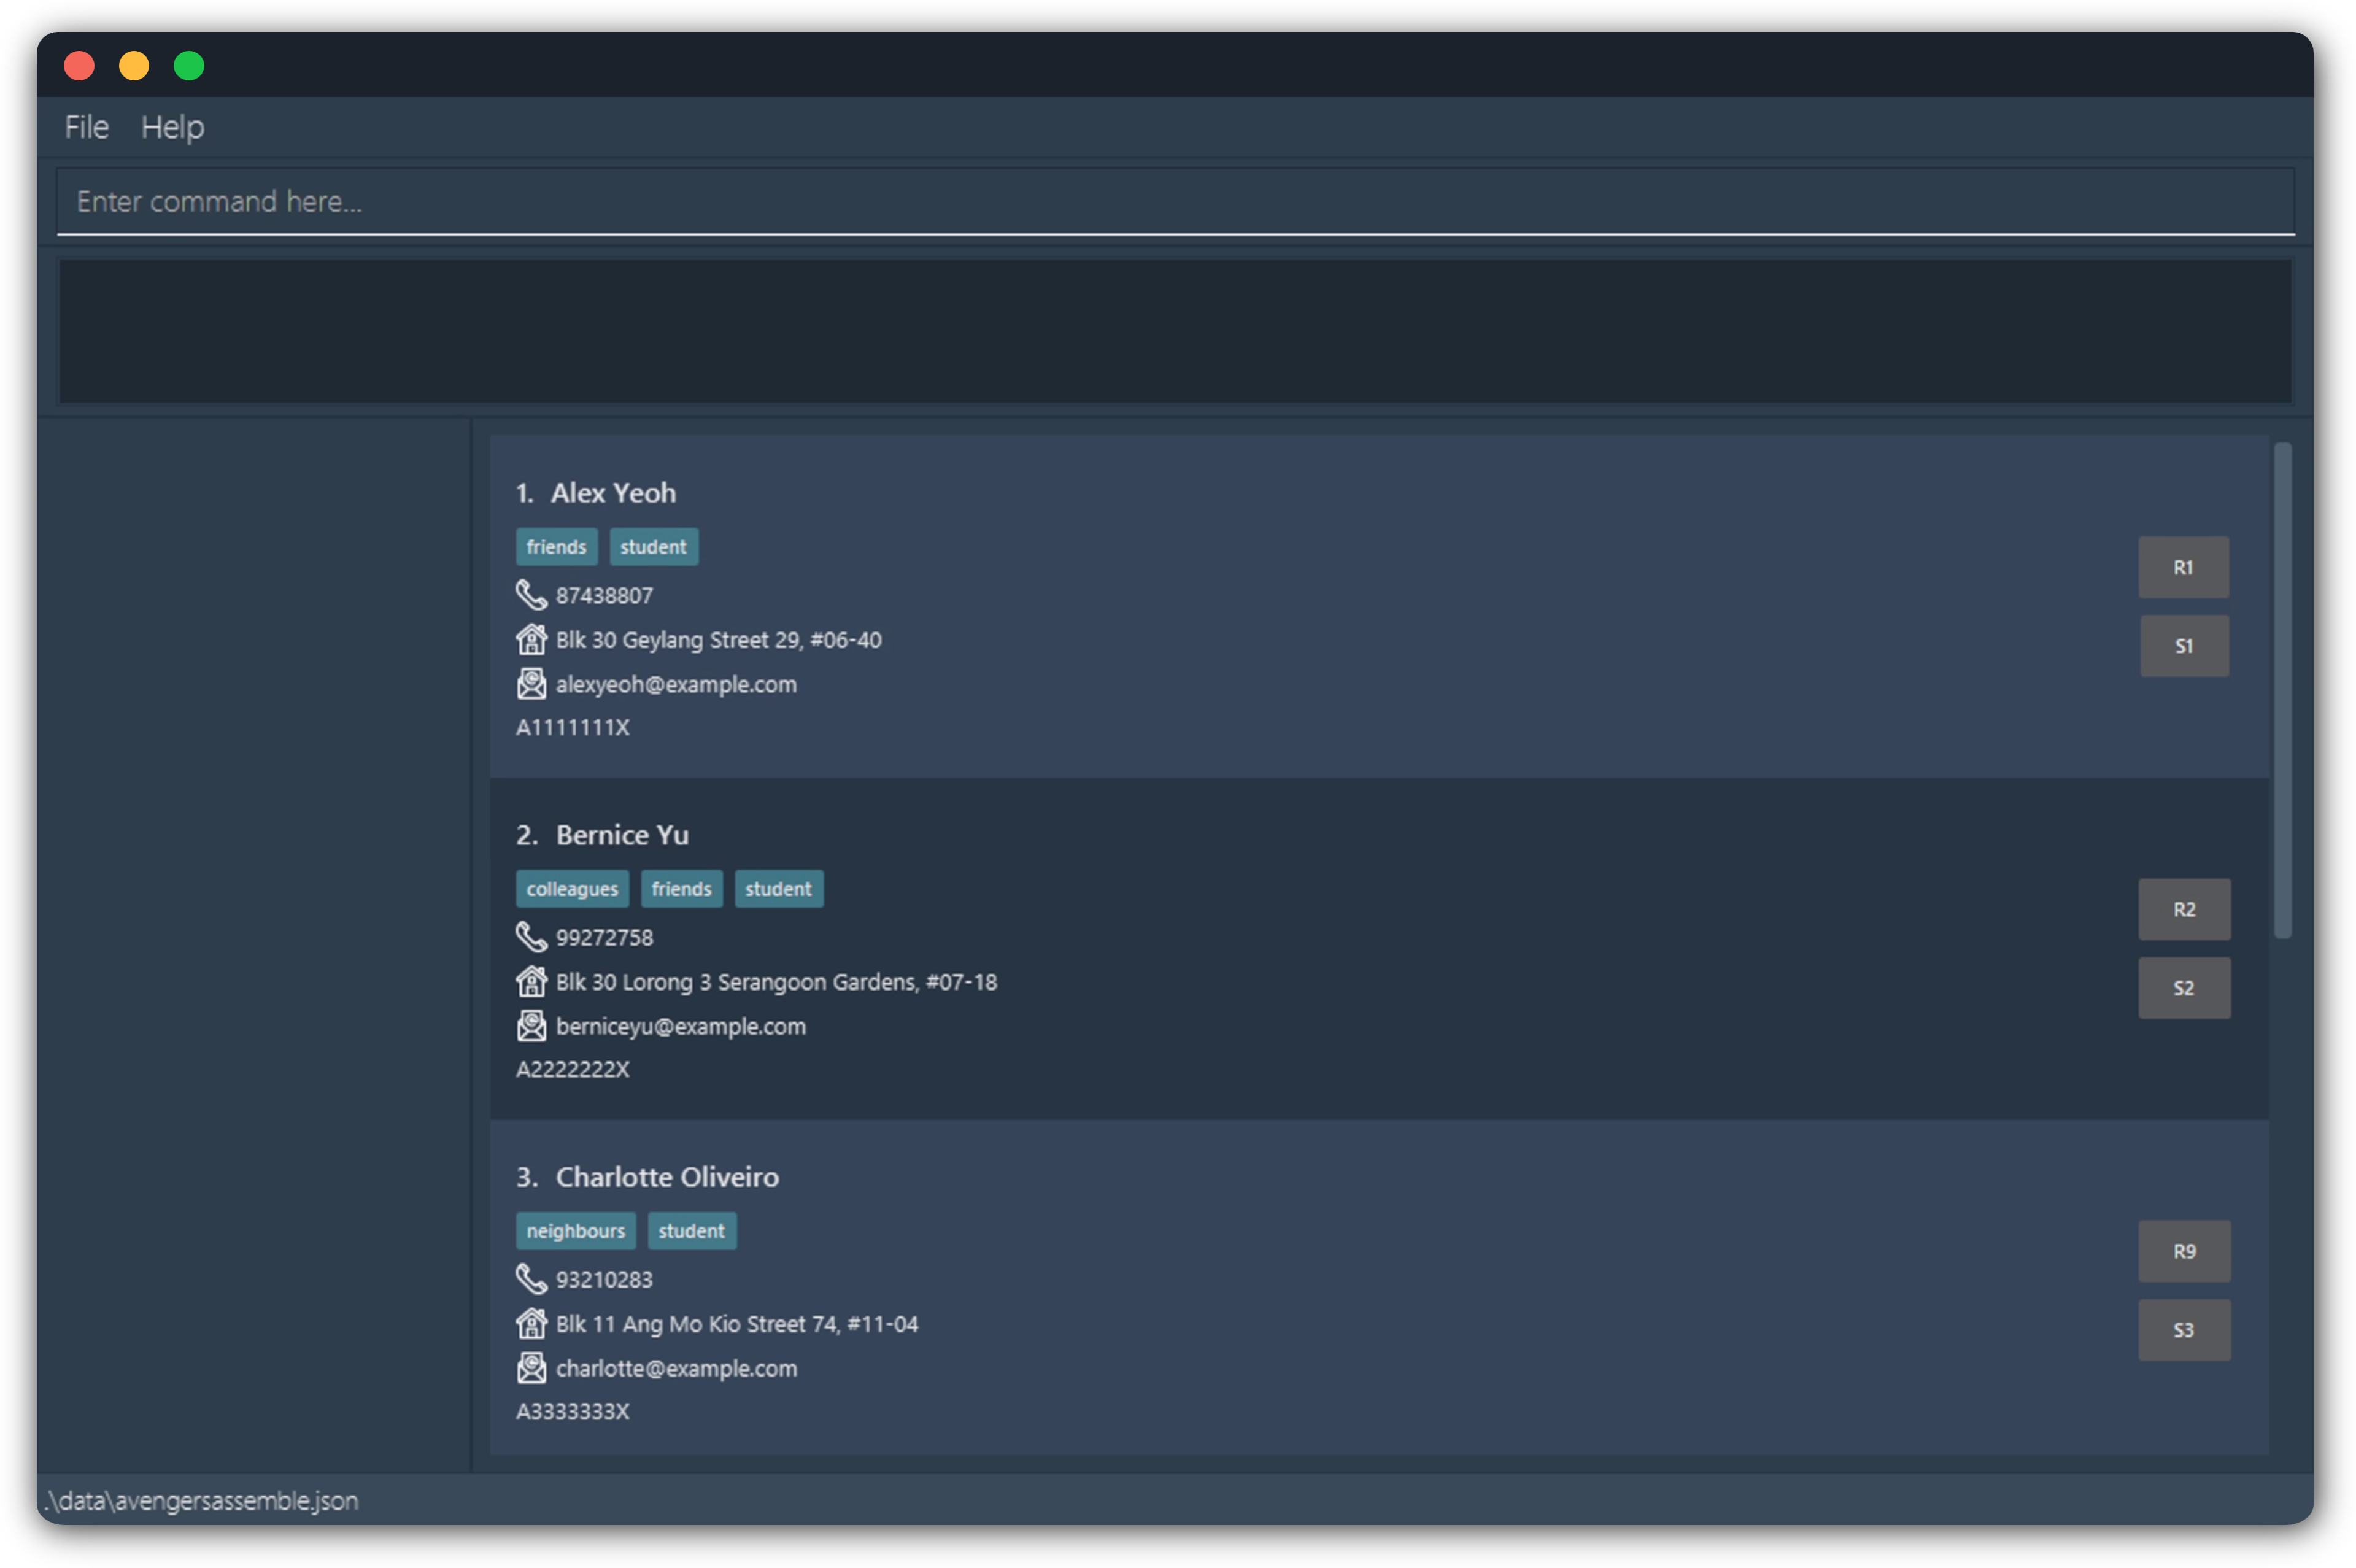 File Help
Enter command here...
1. Alex Yeoh
friends student
87438807
Blk 30 Geylang Street 29, #06-40
alexyeoh@example.com
A1111111X
R1
S1
2. Bernice Yu
colleagues friends student
99272758
Blk 30 Lorong 3 Serangoon Gardens, #07-18
berniceyu@example.com
A2222222X
R2
S2
3. Charlotte Oliveiro
neighbours student
93210283
Blk 11 Ang Mo Kio Street 74, #11-04
charlotte@example.com
A3333333X
R9
S3
.\data\avengersassemble.json